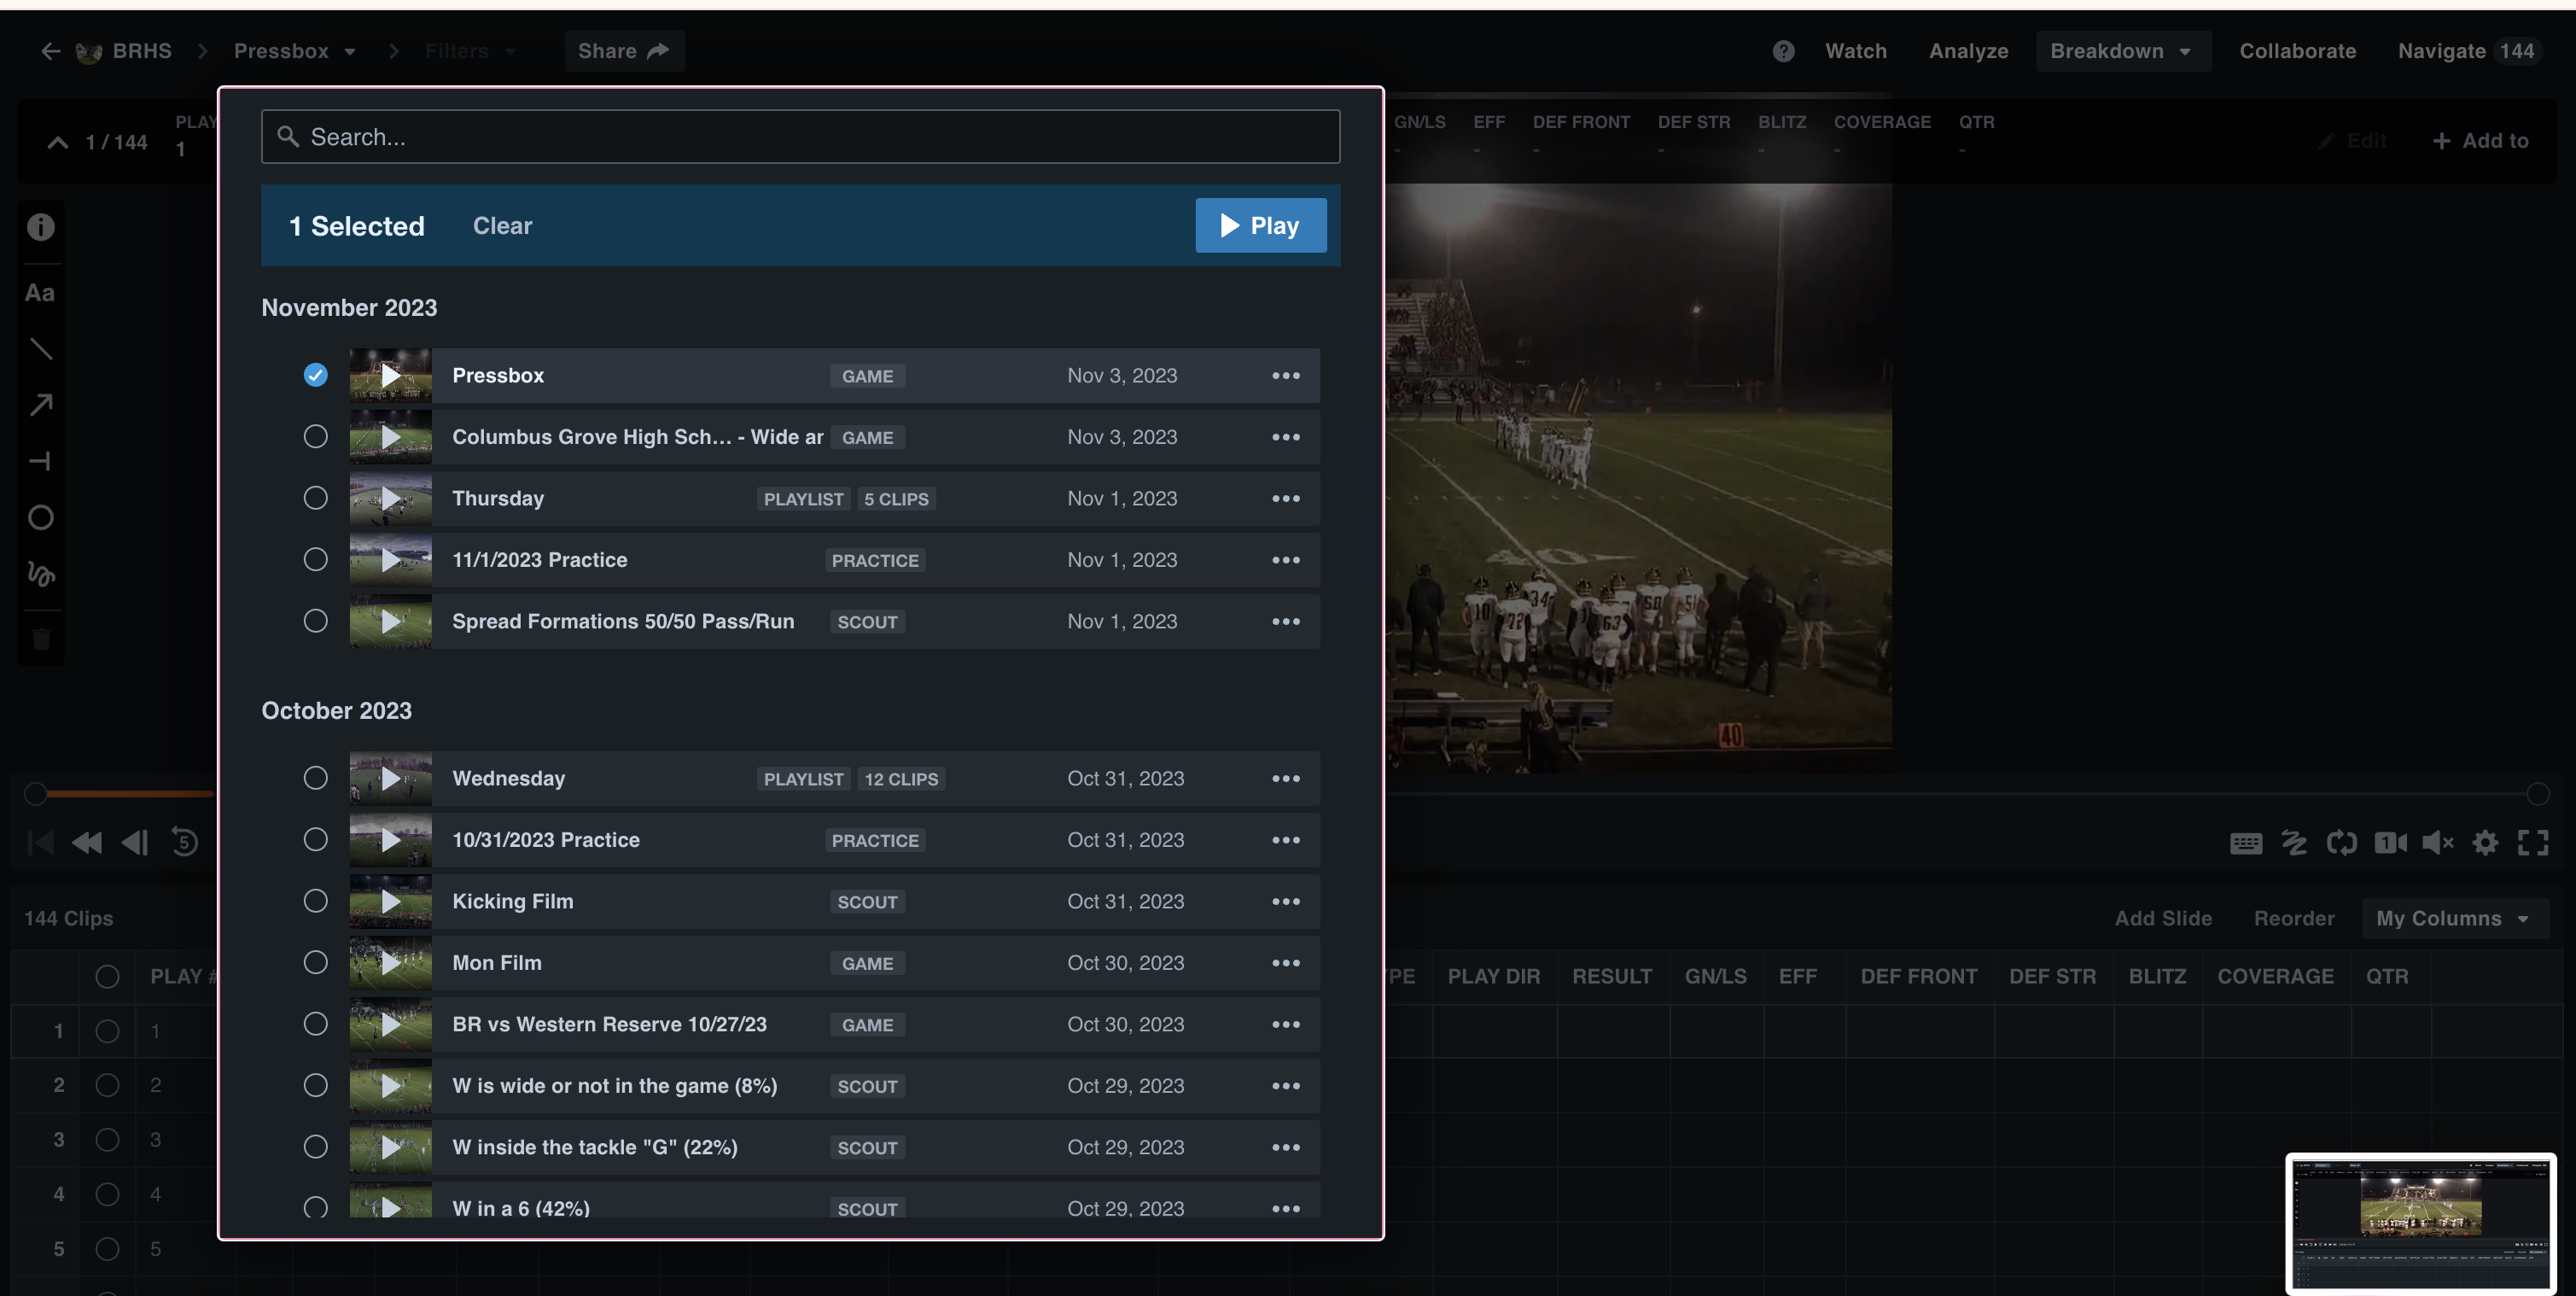 BRHS Pressbox Filters Share Watch Analyze Breakdown Collaborate Navigate 144
1 / 144 PLAY GN/LS EFF DEF FRONT DEF STR BLITZ COVERAGE QTR Edit Add to
1 - - - - - - -
Search...
1 Selected Clear Play
Aa
November 2023
Pressbox GAME Nov 3, 2023
Columbus Grove High Sch... - Wide ar GAME Nov 3, 2023
Thursday PLAYLIST 5 CLIPS Nov 1, 2023
11/1/2023 Practice PRACTICE Nov 1, 2023
Spread Formations 50/50 Pass/Run SCOUT Nov 1, 2023
October 2023
Wednesday PLAYLIST 12 CLIPS Oct 31, 2023
10/31/2023 Practice PRACTICE Oct 31, 2023
Kicking Film SCOUT Oct 31, 2023
Mon Film GAME Oct 30, 2023
BR vs Western Reserve 10/27/23 GAME Oct 30, 2023
W is wide or not in the game (8%) SCOUT Oct 29, 2023
W inside the tackle "G" (22%) SCOUT Oct 29, 2023
W in a 6 (42%) SCOUT Oct 29, 2023
10 34 72 63 50 51
40
5 1
144 Clips Add Slide Reorder My Columns
PLAY # PE PLAY DIR RESULT GN/LS EFF DEF FRONT DEF STR BLITZ COVERAGE QTR
1 1
2 2
3 3
4 4
5 5